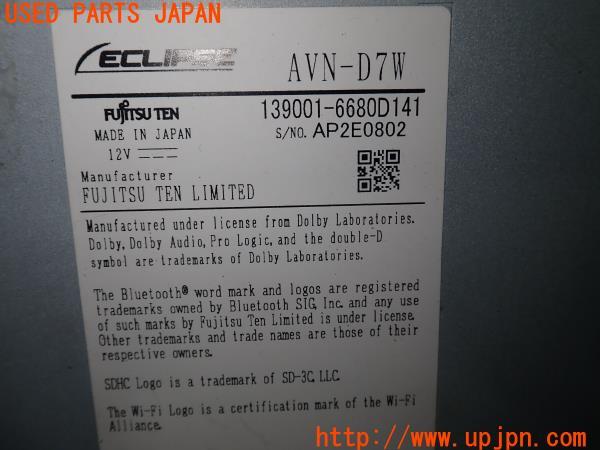 USED PARTS JAPAN
ECLIPSE AVN-D7W
FUJITSU TEN 139001-6680D141
MADE IN JAPAN S/NO. AP2E0802
12V
Manufacturer
FUJITSU TEN LIMITED
Manufactured under license from Dolby Laboratories.
Dolby, Dolby Audio, Pro Logic, and the double-D
symbol are trademarks of Dolby Laboratories.
The Bluetooth® word mark and logos are registered
trademarks owned by Bluetooth SIG, Inc. and any use
of such marks by Fujitsu Ten Limited is under license.
Other trademarks and trade names are those of their
respective owners.
SDHC Logo is a trademark of SD-3C, LLC.
The Wi-Fi Logo is a certification mark of the Wi-Fi
Alliance.
http://www.upjpn.com